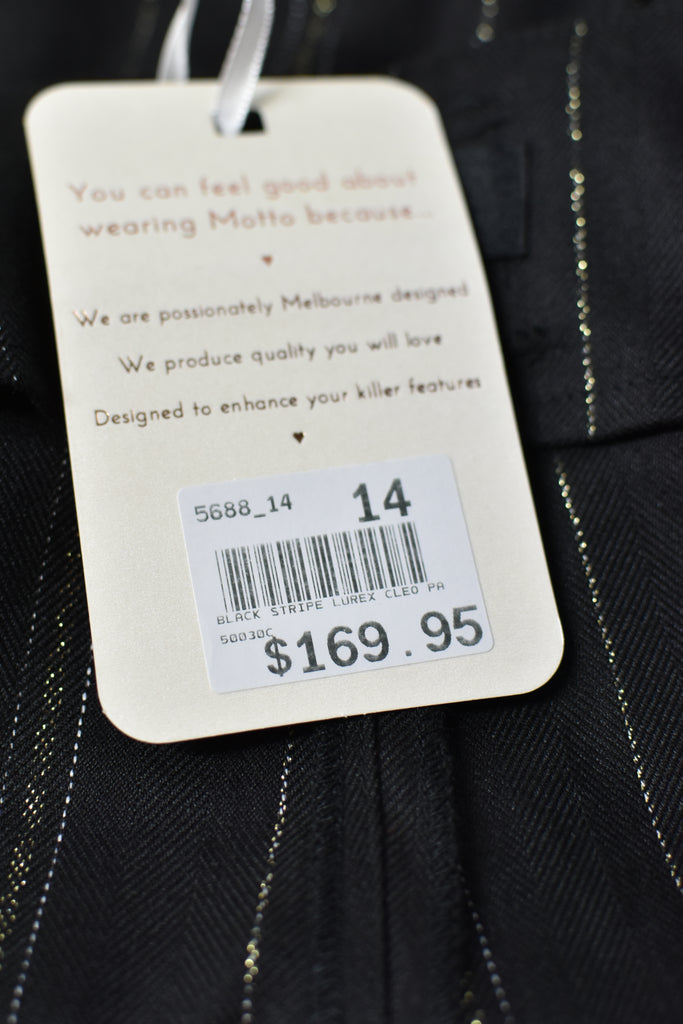 You can feel good about
wearing Motto because...
We are passionately Melbourne designed
We produce quality you will love
Designed to enhance your killer features
5688_14
14
BLACK STRIPE LUREX CLEO PA
50030C
$169.95